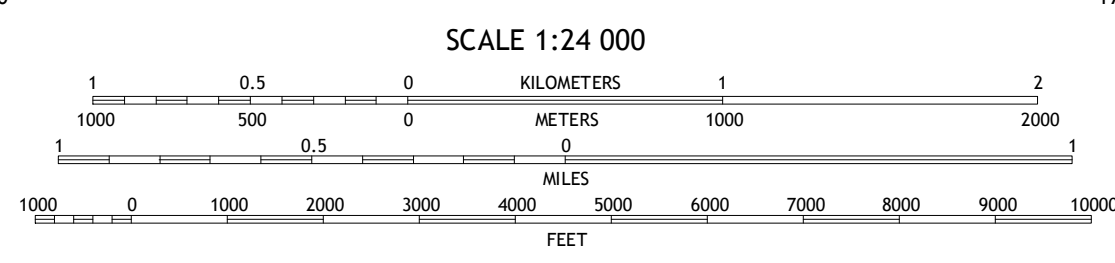 SCALE 1:24 000
1 0.5 0 KILOMETERS 1 2
1000 500 0 METERS 1000 2000
1 0.5 0 1
MILES
1000 0 1000 2000 3000 4000 5000 6000 7000 8000 9000 10000
FEET